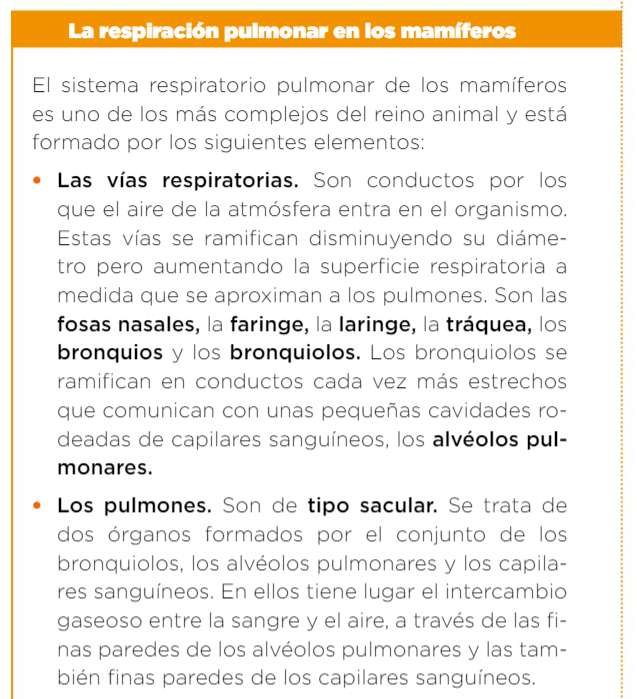 La respiración pulmonar en los mamíferos
El sistema respiratorio pulmonar de los mamíferos
es uno de los más complejos del reino animal y está
formado por los siguientes elementos:
• Las vías respiratorias. Son conductos por los
que el aire de la atmósfera entra en el organismo.
Estas vías se ramifican disminuyendo su diáme-
tro pero aumentando la superficie respiratoria a
medida que se aproximan a los pulmones. Son las
fosas nasales, la faringe, la laringe, la tráquea, los
bronquios y los bronquiolos. Los bronquiolos se
ramifican en conductos cada vez más estrechos
que comunican con unas pequeñas cavidades ro-
deadas de capilares sanguíneos, los alvéolos pul-
monares.
• Los pulmones. Son de tipo sacular. Se trata de
dos órganos formados por el conjunto de los
bronquiolos, los alvéolos pulmonares y los capila-
res sanguíneos. En ellos tiene lugar el intercambio
gaseoso entre la sangre y el aire, a través de las fi-
nas paredes de los alvéolos pulmonares y las tam-
bién finas paredes de los capilares sanguíneos.